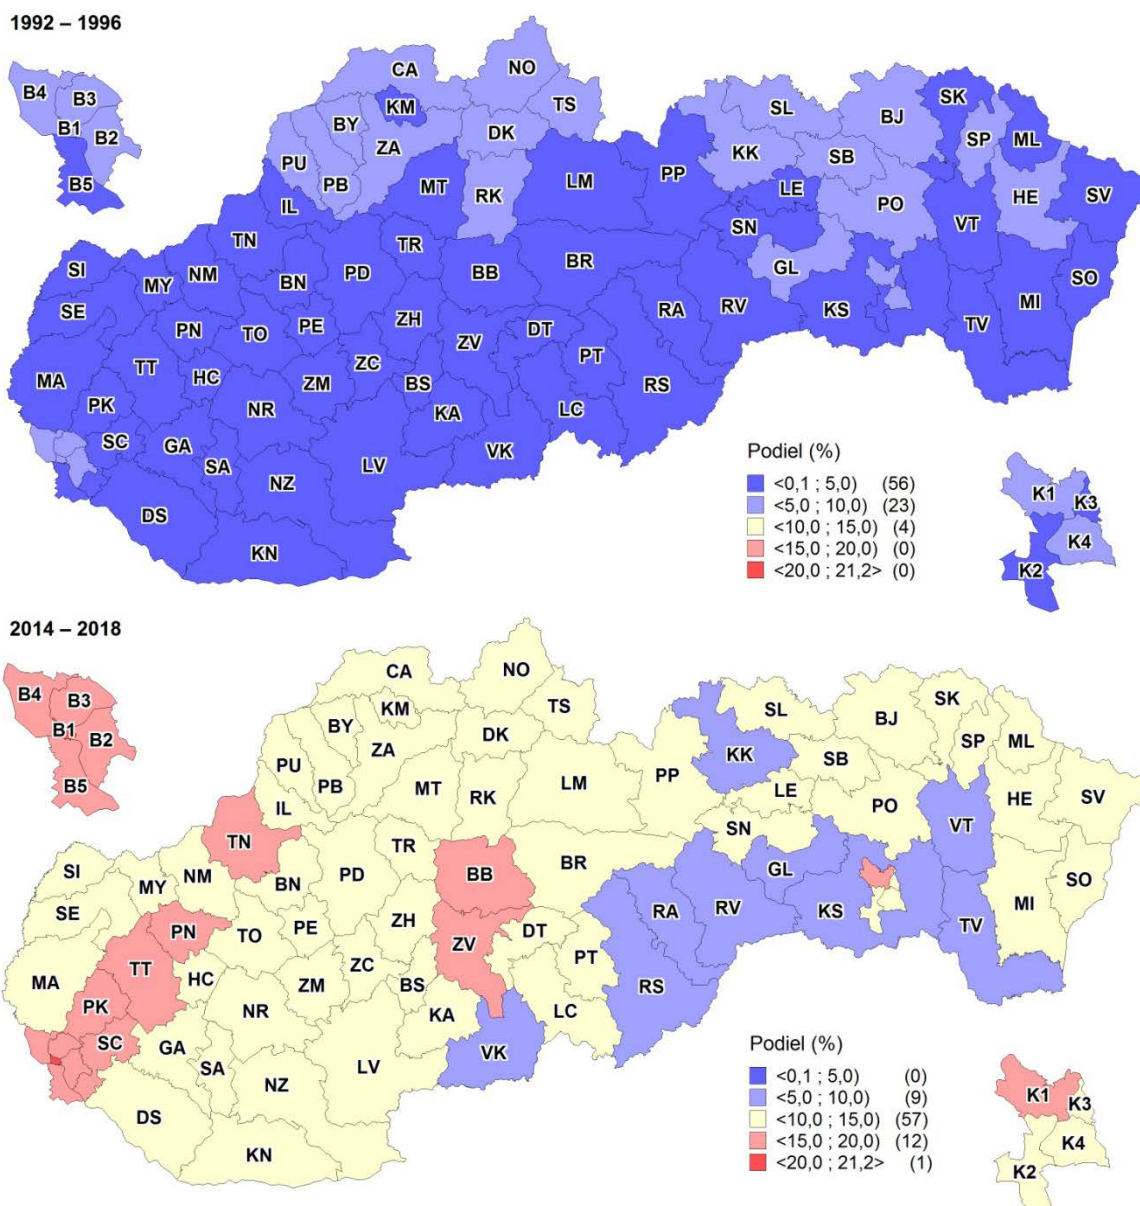 1992 – 1996
B4
B3
B1
B2
B5
CA
NO
KM
TS
BY
DK
ZA
PU
PB
MT
RK
IL
LM
PP
SL
BJ
SK
KK
SB
SP
ML
LE
PO
HE
SV
SN
VT
GL
TN
TR
SI
MY
NM
BN
PD
BB
BR
SO
SE
PN
TO
PE
ZH
ZV
DT
RA
RV
KS
TV
MI
MA
TT
HC
ZM
ZC
BS
PT
RS
PK
NR
KA
LC
SC
GA
SA
LV
VK
NZ
DS
KN
Podiel (%)
<0,1 ; 5,0) (56)
<5,0 ; 10,0) (23)
<10,0 ; 15,0) (4)
<15,0 ; 20,0) (0)
<20,0 ; 21,2> (0)
K1
K3
K4
K2
2014 – 2018
B4
B3
B1
B2
B5
CA
NO
KM
TS
BY
DK
ZA
PU
PB
MT
RK
IL
LM
PP
SL
BJ
SK
KK
SB
SP
ML
LE
PO
HE
SV
SN
VT
GL
TN
TR
SI
MY
NM
BN
PD
BB
BR
SO
SE
PN
TO
PE
ZH
ZV
DT
RA
RV
KS
TV
MI
MA
TT
HC
ZM
ZC
BS
PT
RS
PK
NR
KA
LC
SC
GA
SA
LV
VK
NZ
DS
KN
Podiel (%)
<0,1 ; 5,0) (0)
<5,0 ; 10,0) (9)
<10,0 ; 15,0) (57)
<15,0 ; 20,0) (12)
<20,0 ; 21,2> (1)
K1
K3
K4
K2